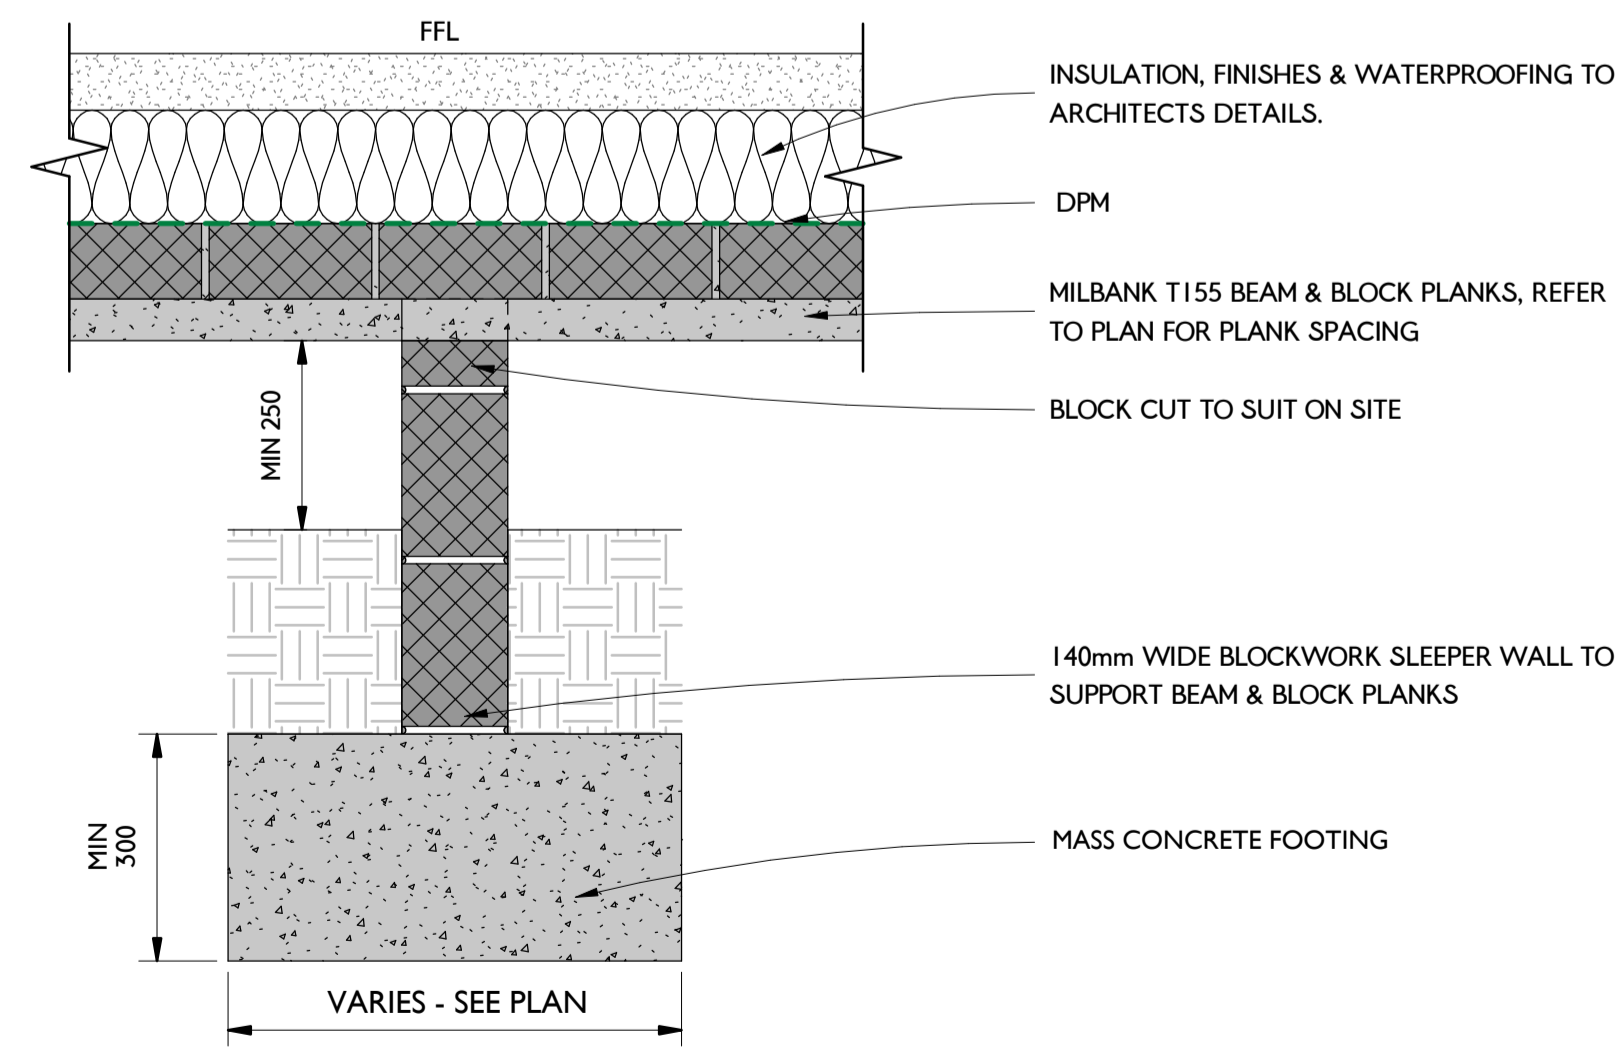 FFL
INSULATION, FINISHES & WATERPROOFING TO
ARCHITECTS DETAILS.
DPM
MILBANK T155 BEAM & BLOCK PLANKS, REFER
TO PLAN FOR PLANK SPACING
BLOCK CUT TO SUIT ON SITE
MIN 250
140mm WIDE BLOCKWORK SLEEPER WALL TO
SUPPORT BEAM & BLOCK PLANKS
MIN
300
MASS CONCRETE FOOTING
VARIES - SEE PLAN